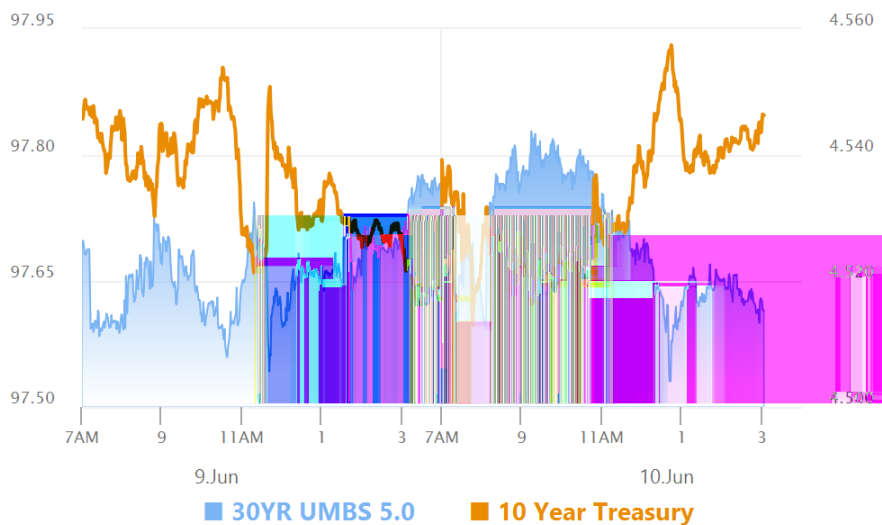 97.95 4.560
97.80 4.540
97.65
97.50
7AM 9 11AM 1 3 7AM 9 11AM 1 3
9.Jun 10.Jun
30YR UMBS 5.0 10 Year Treasury